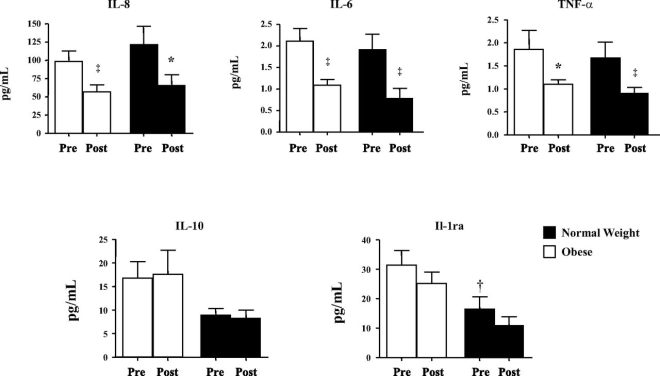 IL-8
pg/mL
150
125
100
75
50
25
0
‡
*
Pre Post Pre Post
IL-6
pg/mL
2.5
2.0
1.5
1.0
0.5
0.0
‡
‡
Pre Post Pre Post
TNF-α
pg/mL
2.5
2.0
1.5
1.0
0.5
0.0
*
‡
Pre Post Pre Post
IL-10
pg/mL
25
20
15
10
5
0
Pre Post Pre Post
Il-1ra
pg/mL
40
30
20
10
0
†
Pre Post Pre Post
Normal Weight
Obese